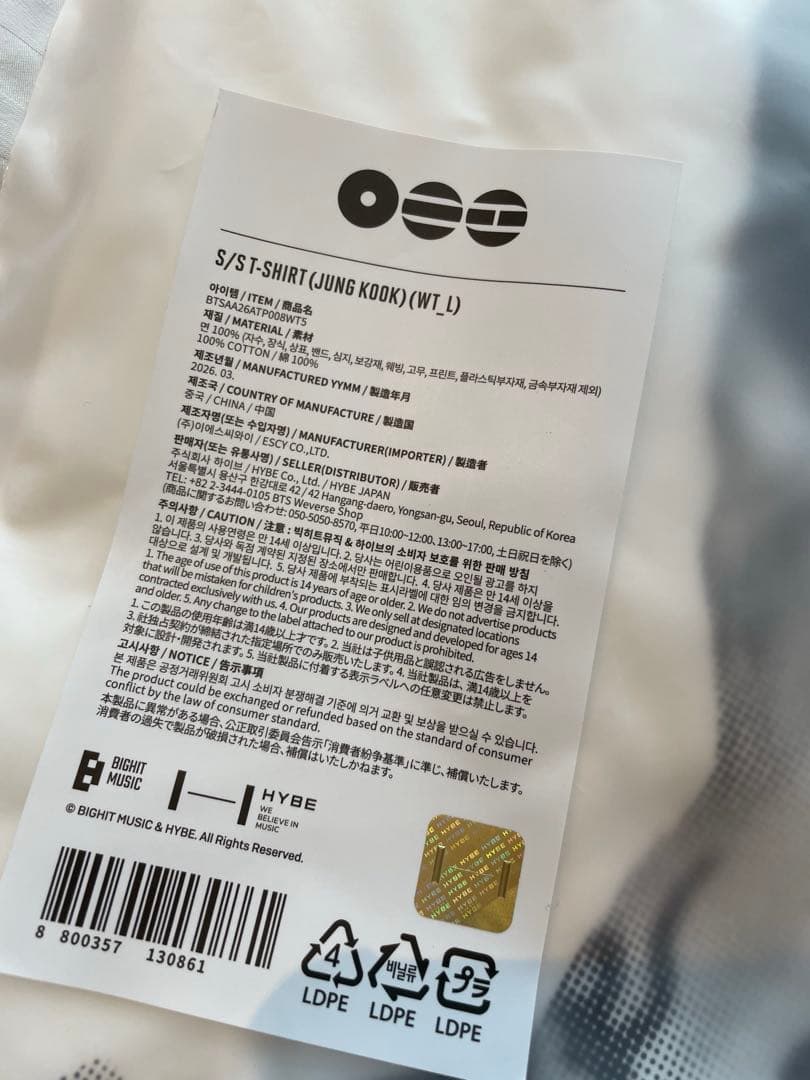 S/S T-SHIRT (JUNG KOOK) (WT_L)
아이템 / ITEM / 商品名
BTSAA26ATP008WT5
재질 / MATERIAL / 素材
면 100% (자수, 장식, 상표, 밴드, 심지, 보강재, 웨빙, 고무, 프린트, 플라스틱부자재, 금속부자재 제외)
100% COTTON / 綿 100%
제조년월 / MANUFACTURED YYMM / 製造年月
2026. 03.
제조국 / COUNTRY OF MANUFACTURE / 製造国
중국 / CHINA / 中国
제조자명(또는 수입자명) / MANUFACTURER(IMPORTER) / 製造者
(주)이에스씨와이 / ESCY CO.,LTD.
판매자(또는 유통사명) / SELLER(DISTRIBUTOR) / 販売者
주식회사 하이브 / HYBE Co., Ltd. / HYBE JAPAN
서울특별시 용산구 한강대로 42 / 42 Hangang-daero, Yongsan-gu, Seoul, Republic of Korea
TEL: +82 2-3444-0105 BTS Weverse Shop
(商品に関するお問い合わせ: 050-5050-8570, 平日10:00~12:00, 13:00~17:00, 土日祝日を除く)
주의사항 / CAUTION / 注意 : 빅히트뮤직 & 하이브의 소비자 보호를 위한 판매 방침
1. 이 제품의 사용연령은 만 14세 이상입니다. 2. 당사는 어린이용품으로 오인될 광고를 하지
않습니다. 3. 당사와 독점 계약된 지정된 장소에서만 판매합니다. 4. 당사 제품은 만 14세 이상을
대상으로 설계 및 개발됩니다. 5. 당사 제품에 부착되는 표시라벨에 대한 임의 변경을 금지합니다.
1. The age of use of this product is 14 years of age or older. 2. We do not advertise products
that will be mistaken for children's products. 3. We only sell at designated locations
contracted exclusively with us. 4. Our products are designed and developed for ages 14
and older. 5. Any change to the label attached to our product is prohibited.
1. この製品の使用年齢は満14歳以上才です。2. 当社は子供用品と誤認される広告をしません。
3. 社独占契約が締結された指定場所でのみ販売いたします。4. 当社製品は、満14歳以上を
対象に設計・開発されます。5. 当社製品に付着する表示ラベルへの任意変更は禁止します。
고시사항 / NOTICE / 告示事項
본 제품은 공정거래위원회 고시 소비자 분쟁해결 기준에 의거 교환 및 보상을 받으실 수 있습니다.
The product could be exchanged or refunded based on the standard of consumer
conflict by the law of consumer standard.
本製品に異常がある場合、公正取引委員会告示「消費者紛争基準」に準じ、補償いたします。
消費者の過失で製品が破損された場合、補償はいたしかねます。
BIGHIT
MUSIC
HYBE
WE
BELIEVE IN
MUSIC
© BIGHIT MUSIC & HYBE. All Rights Reserved.
HYBE HYBE HYBE
8 800357 130861
4
LDPE
비닐류
LDPE
プラ
LDPE